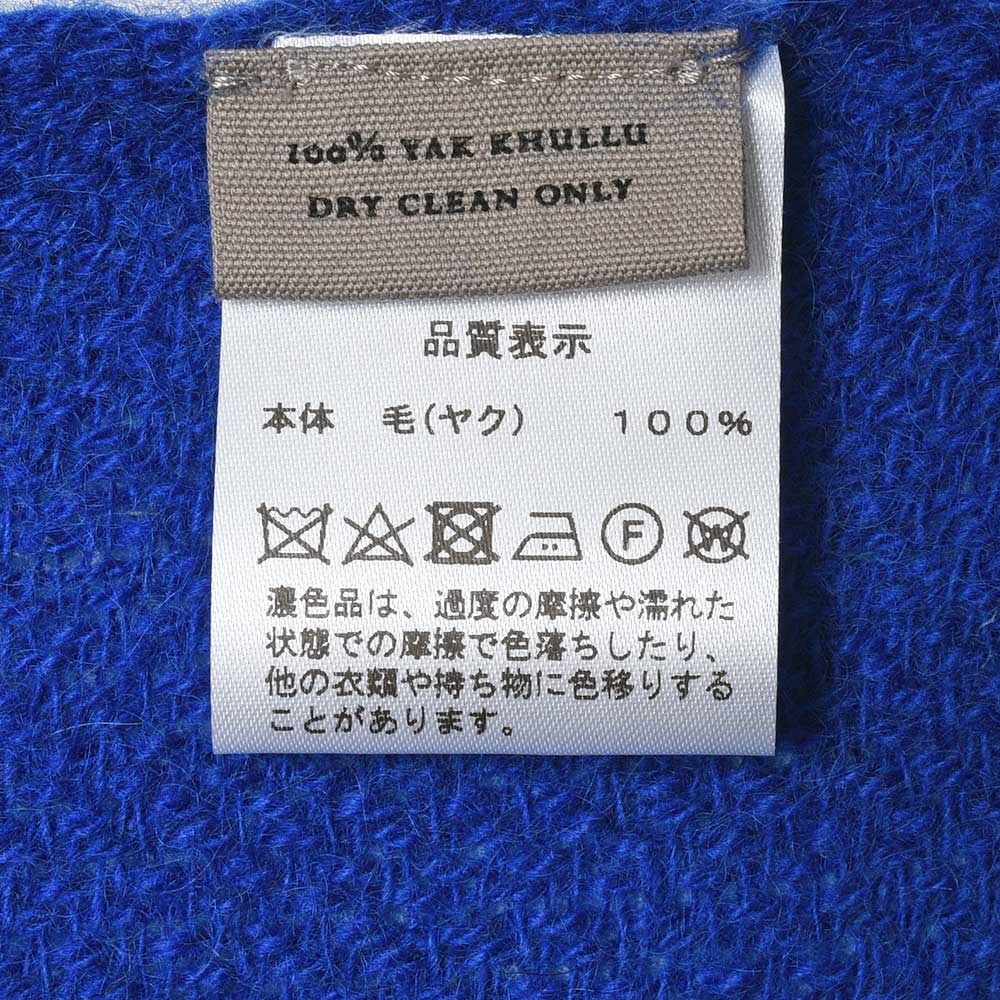 100% YAK KHULLU
DRY CLEAN ONLY
品質表示
本体　毛(ヤク)　　１００%
F W
濃色品は、過度の摩擦や濡れた
状態での摩擦で色落ちしたり、
他の衣類や持ち物に色移りする
ことがあります。